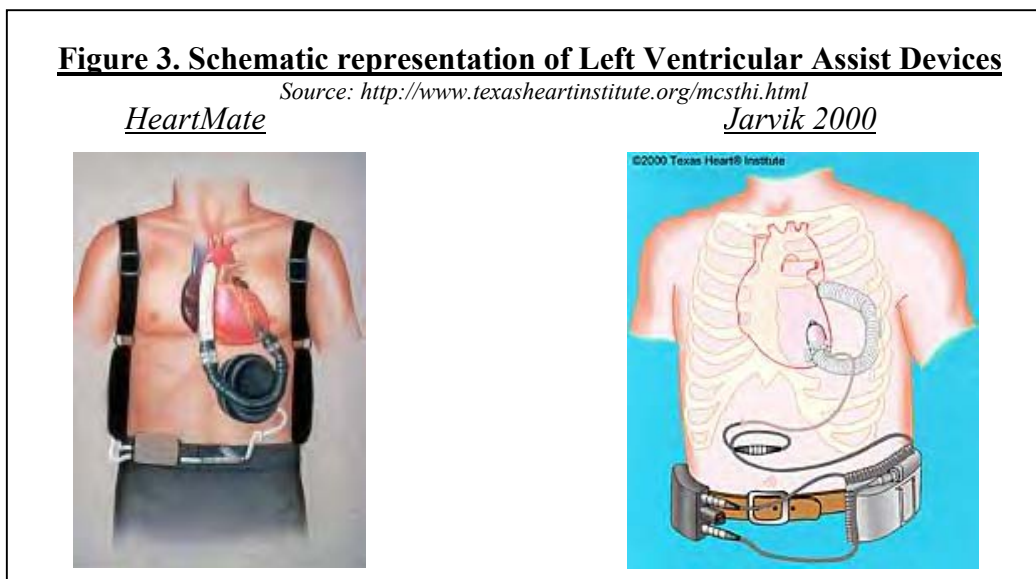 Figure 3. Schematic representation of Left Ventricular Assist Devices
Source: http://www.texasheartinstitute.org/mcsthi.html
HeartMate Jarvik 2000
©2000 Texas Heart® Institute